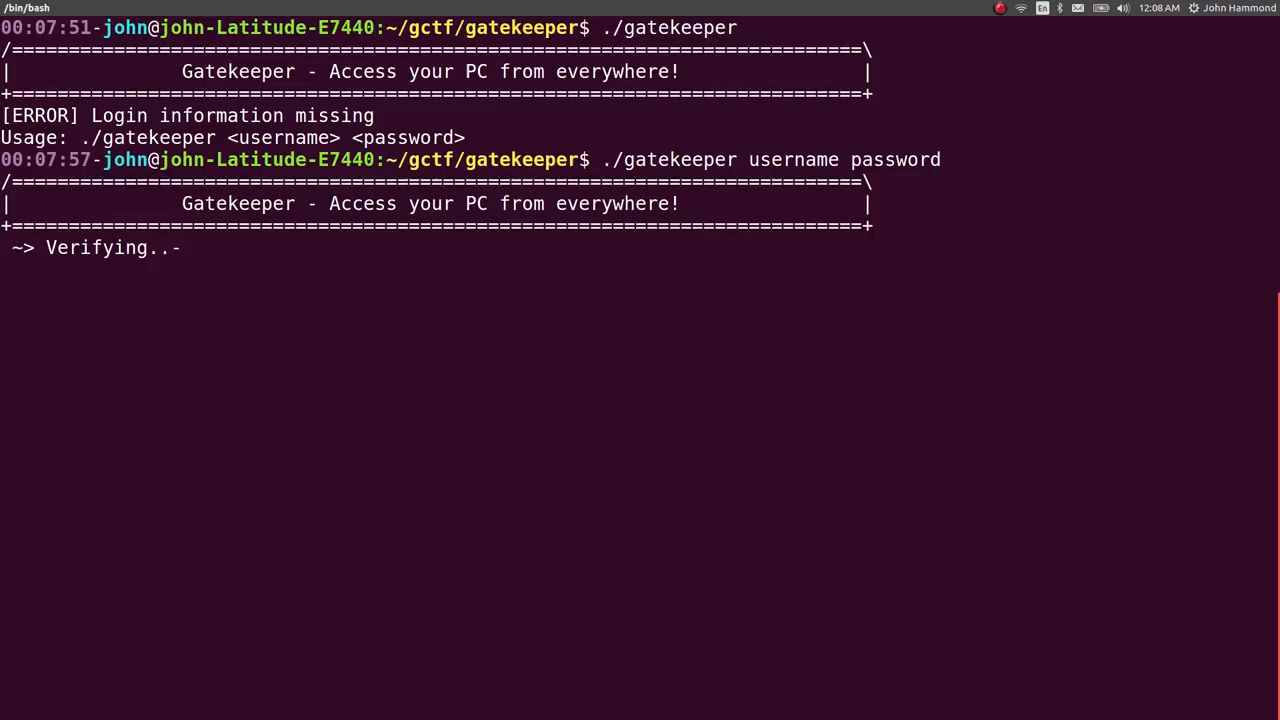 /bin/bash
En
12:08 AM
John Hammond
00:07:51-john@john-Latitude-E7440:~/gctf/gatekeeper$ ./gatekeeper
/===========================================================================\
|               Gatekeeper - Access your PC from everywhere!                |
+===========================================================================+
[ERROR] Login information missing
Usage: ./gatekeeper <username> <password>
00:07:57-john@john-Latitude-E7440:~/gctf/gatekeeper$ ./gatekeeper username password
/===========================================================================\
|               Gatekeeper - Access your PC from everywhere!                |
+===========================================================================+
 ~> Verifying..-